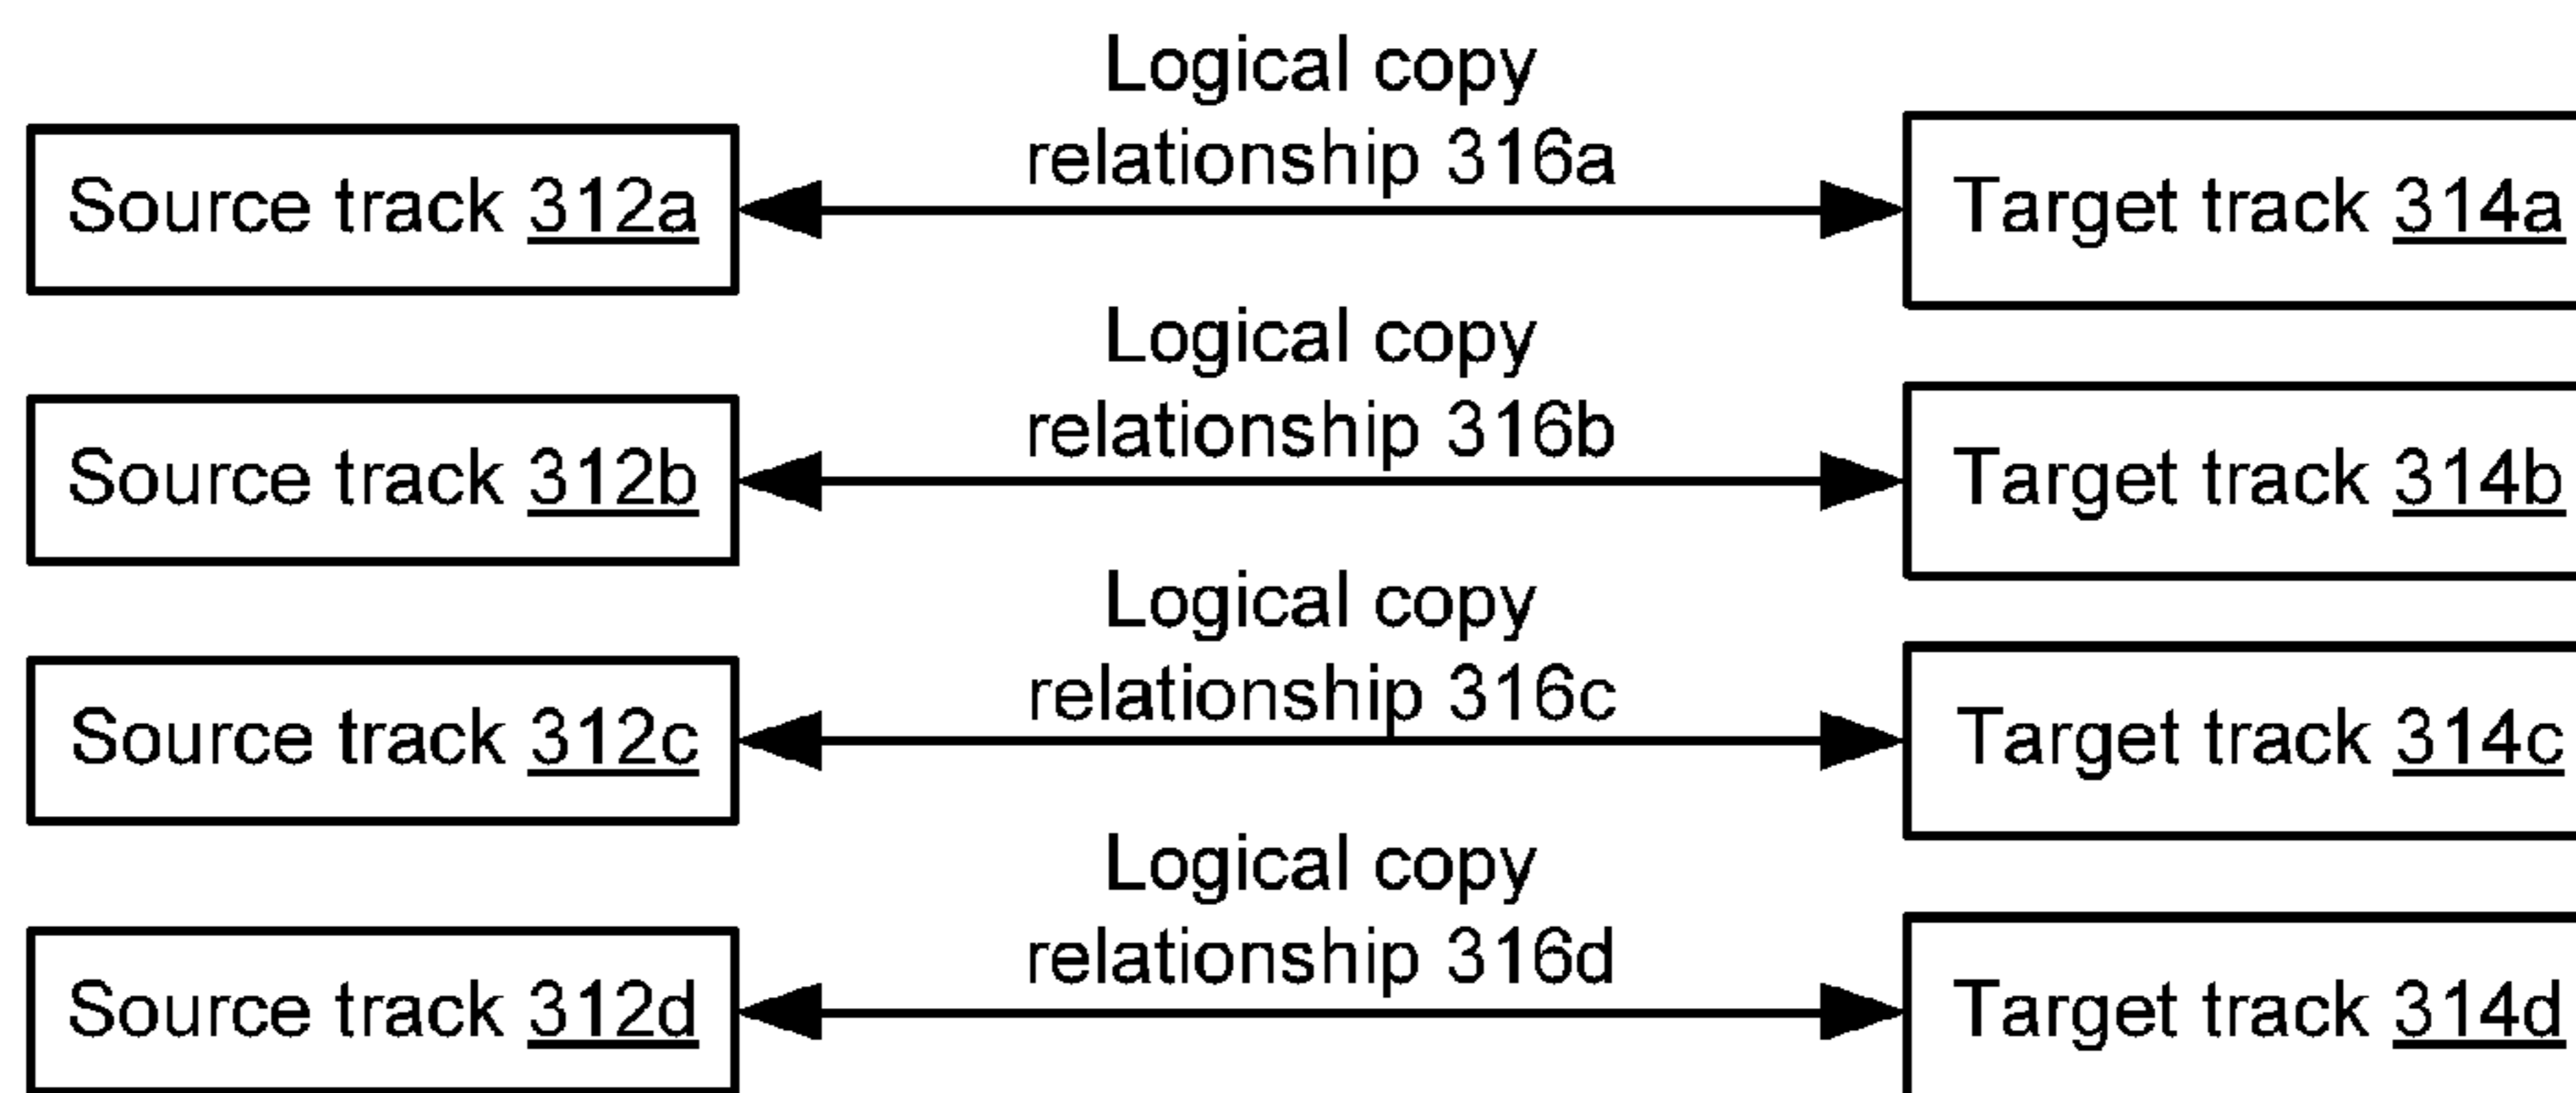 Logical copy
relationship 316a
Source track 312a
Target track 314a
Logical copy
relationship 316b
Source track 312b
Target track 314b
Logical copy
relationship 316c
Source track 312c
Target track 314c
Logical copy
relationship 316d
Source track 312d
Target track 314d